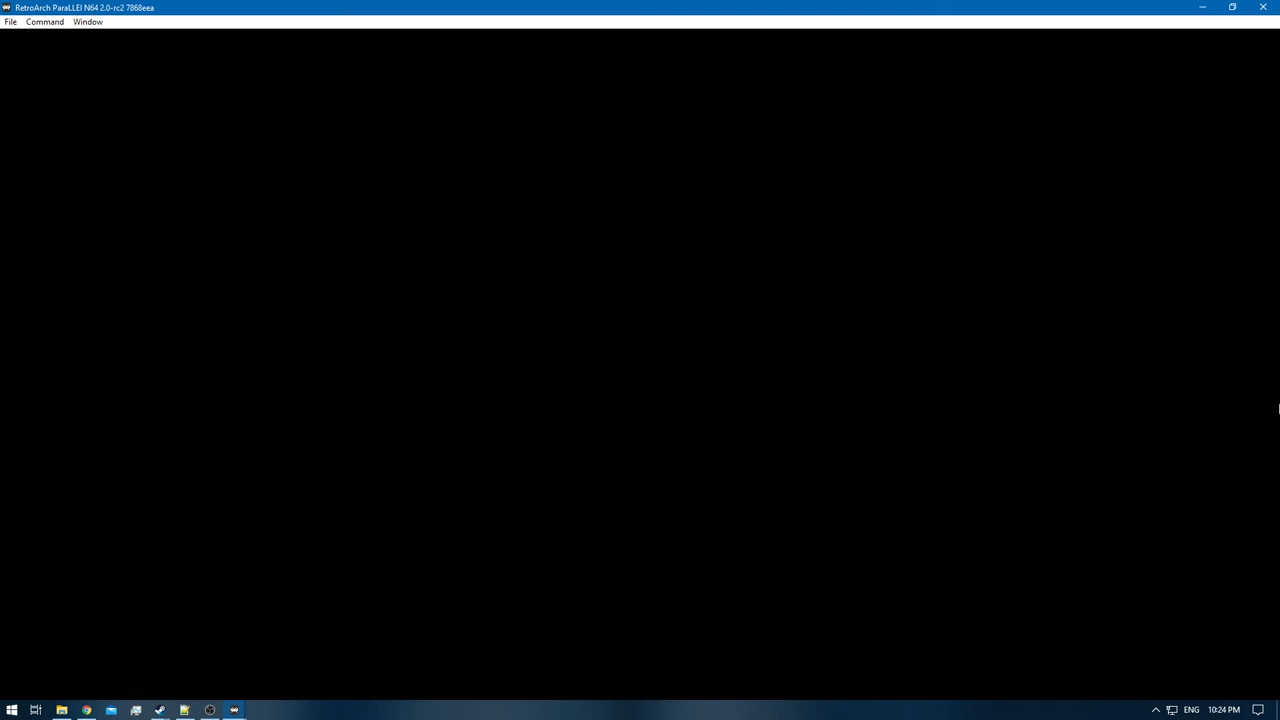 RetroArch ParaLLEl N64 2.0-rc2 7868eea
File Command Window
ENG 10:24 PM